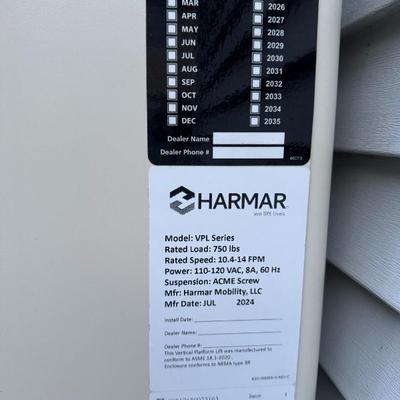 MAR 2026
APR 2027
MAY 2028
JUN 2029
JUL 2030
AUG 2031
SEP 2032
OCT 2033
NOV 2034
DEC 2035
Dealer Name
Dealer Phone #
HARMAR
we lift lives
Model: VPL Series
Rated Load: 750 lbs
Rated Speed: 10.4-14 FPM
Power: 110-120 VAC, 8A, 60 Hz
Suspension: ACME Screw
Mfr: Harmar Mobility, LLC
Mfr Date: JUL 2024
Install Date:
Dealer Name:
Dealer Phone #
This Vertical Platform Lift was manufactured
to conform to ASME 18.1-2020.
Enclosure conforms to NEMA type 3R